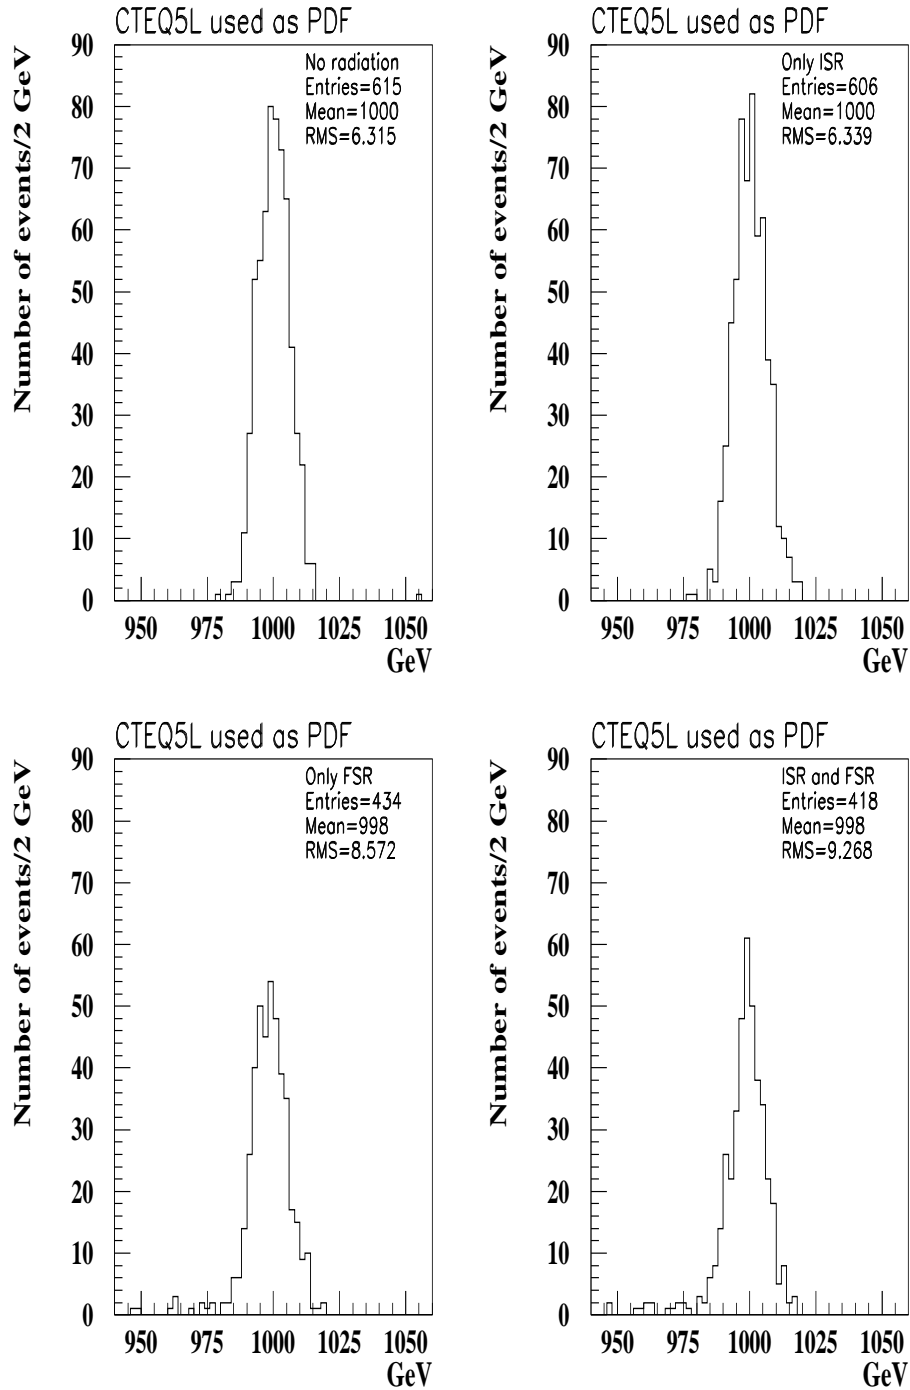 CTEQ5L used as PDF
Number of events/2 GeV
90
80
70
60
50
40
30
20
10
0
No radiation
Entries=615
Mean=1000
RMS=6.315
950 975 1000 1025 1050
GeV
CTEQ5L used as PDF
Number of events/2 GeV
90
80
70
60
50
40
30
20
10
0
Only ISR
Entries=606
Mean=1000
RMS=6.339
950 975 1000 1025 1050
GeV
CTEQ5L used as PDF
Number of events/2 GeV
90
80
70
60
50
40
30
20
10
0
Only FSR
Entries=434
Mean=998
RMS=8.572
950 975 1000 1025 1050
GeV
CTEQ5L used as PDF
Number of events/2 GeV
90
80
70
60
50
40
30
20
10
0
ISR and FSR
Entries=418
Mean=998
RMS=9.268
950 975 1000 1025 1050
GeV